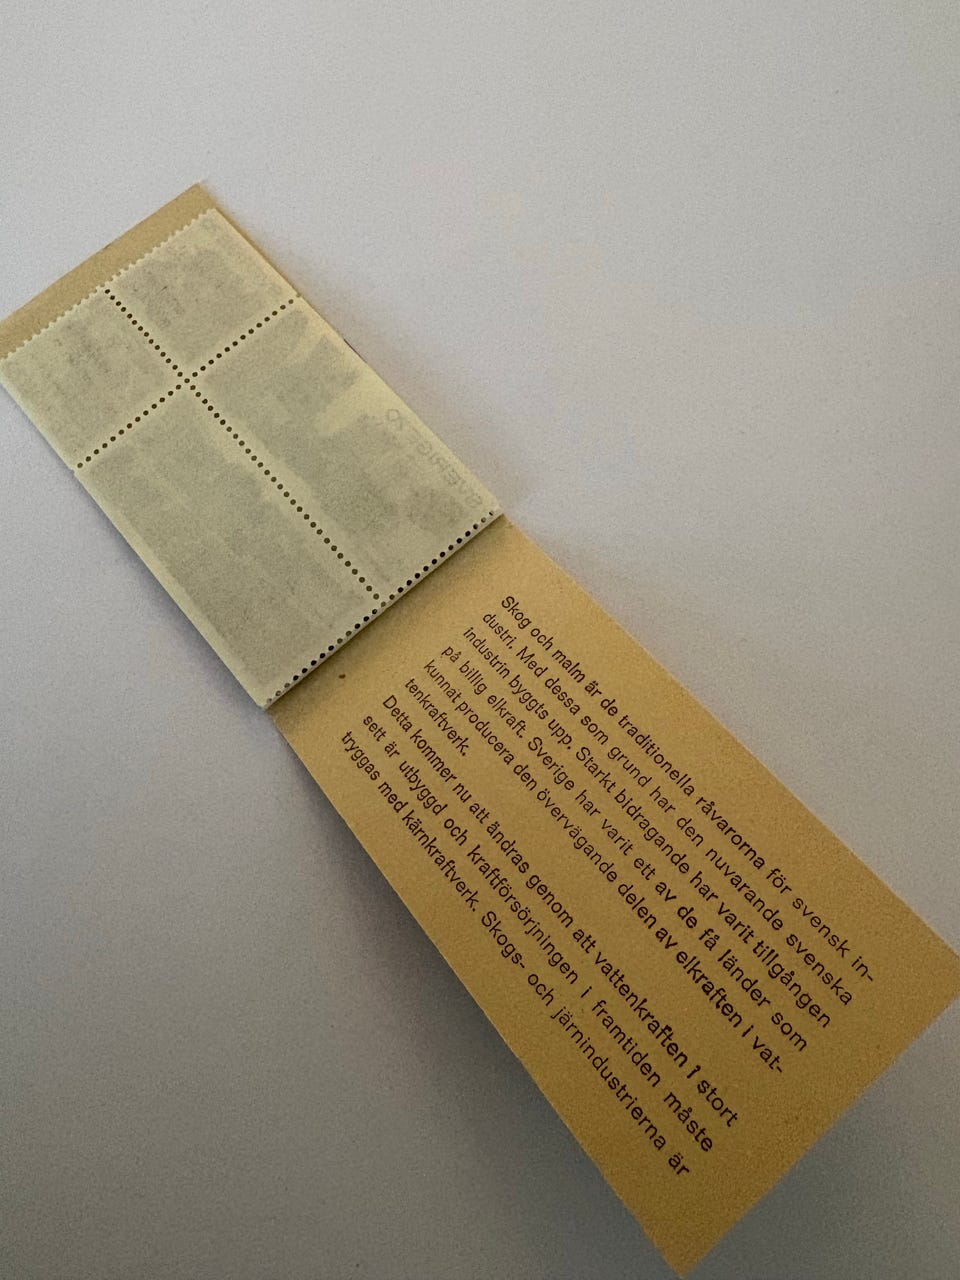 Skog och malm är de traditionella råvarorna för svensk in-
dustri. Med dessa som grund har den nuvarande svenska
industrin byggts upp. Starkt bidragande har varit tillgången
på billig elkraft. Sverige har varit ett av de få länder som
kunnat producera den övervägande delen av elkraften i vat-
tenkraftverk.
Detta kommer nu att ändras genom att vattenkraften i stort
sett är utbyggd och kraftförsörjningen i framtiden måste
tryggas med kärnkraftverk. Skogs- och järnindustrierna är
SVERIGE